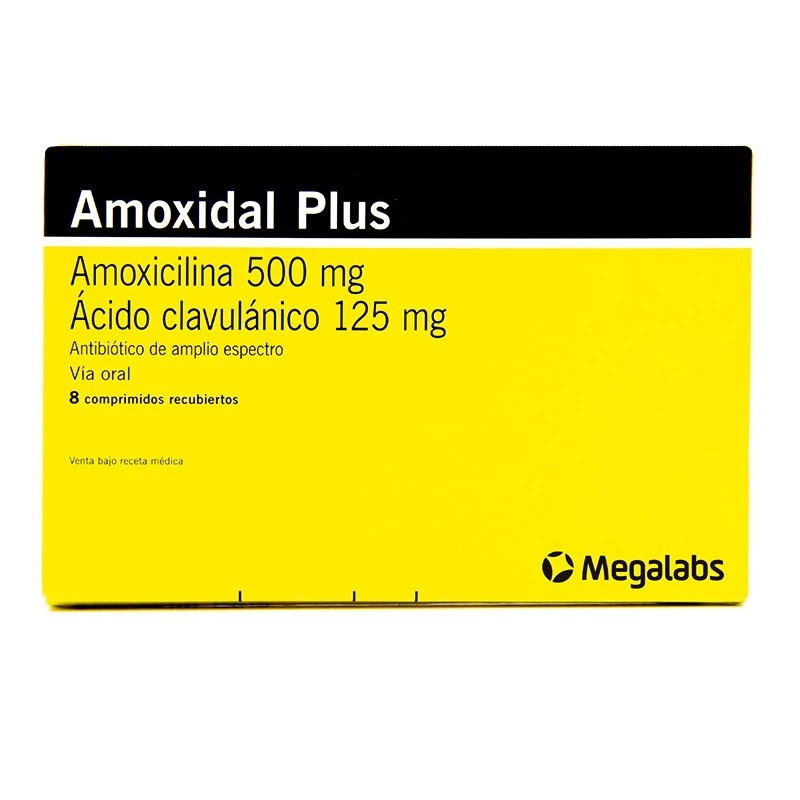 Amoxidal Plus
Amoxicilina 500 mg
Ácido clavulánico 125 mg
Antibiótico de amplio espectro
Vía oral
8 comprimidos recubiertos
Venta bajo receta médica
Megalabs